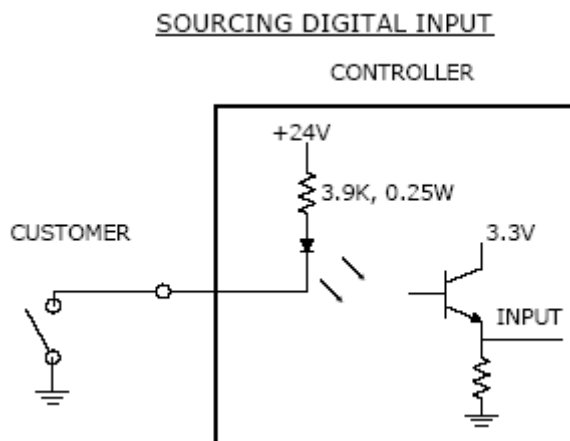 SOURCING DIGITAL INPUT
CONTROLLER
+24V
3.9K, 0.25W
CUSTOMER
3.3V
INPUT